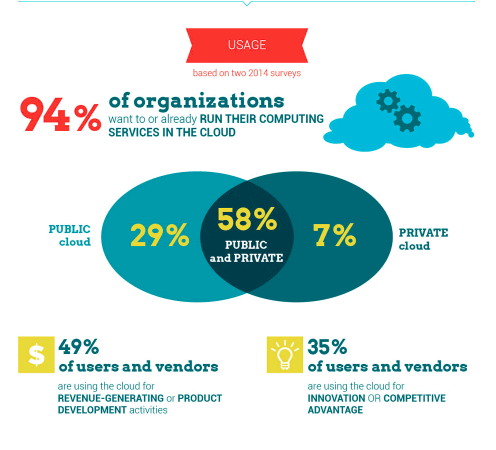 USAGE
based on two 2014 surveys
94%
of organizations
want to or already RUN THEIR COMPUTING
SERVICES IN THE CLOUD
PUBLIC
cloud
29%
58%
PUBLIC
and PRIVATE
7%
PRIVATE
cloud
$
49%
of users and vendors
are using the cloud for
REVENUE-GENERATING or PRODUCT
DEVELOPMENT activities
35%
of users and vendors
are using the cloud for
INNOVATION OR COMPETITIVE
ADVANTAGE